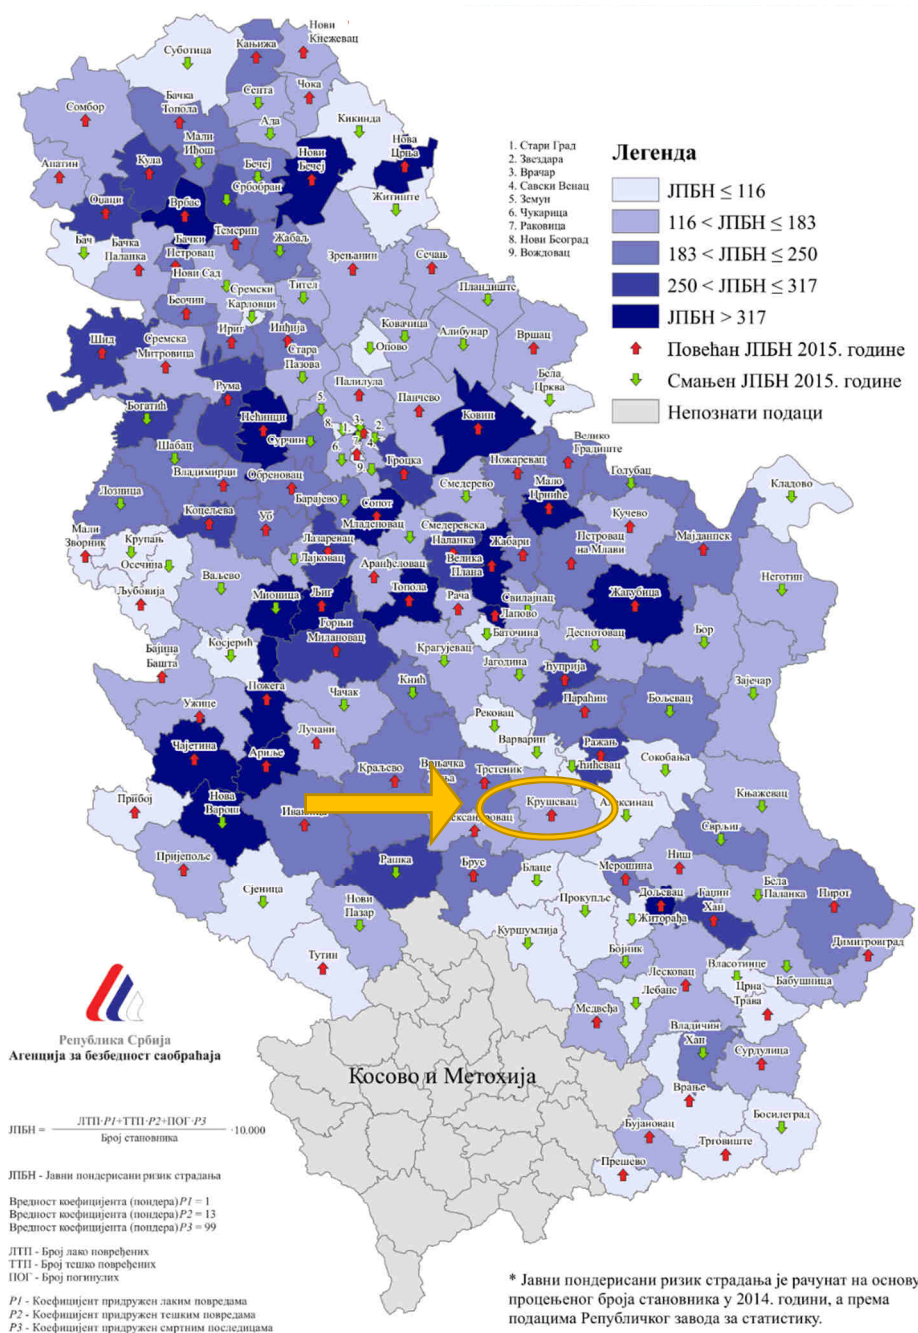 Нови
Кнежевац
Суботица
Кањижа
Чока
Сента
Сомбор
Бачка
Топола
Ада
Кикинда
Мали
Иђош
Нова
Црња
Апатин
Кула
Бечеј
Нови
Бечеј
Србобран
Житиште
Оџаци
Врбас
Темерин
Жабаљ
Бач
Бачка
Паланка
Бачки
Петровац
Нови Сад
Зрењанин
Сечањ
Тител
Сремски
Карловци
Беочин
Пландиште
Ириг
Инђија
Ковачица
Алибунар
Вршац
Шид
Сремска
Митровица
Стара
Пазова
Опово
Бела
Црква
Рума
Палилула
Панчево
Ковин
Богатић
Пећинци
5.
8.
1.
3.
2.
4.
7.
6.
9.
Сурчин
Шабац
Гроцка
Пожаревац
Велико
Градиште
Голубац
Кладово
Владимирци
Обреновац
Лозница
Барајево
Сопот
Смедерево
Мало
Црниће
Кучево
Коцељева
Уб
Младеновац
Смедеревска
Паланка
Жабари
Петровац
на Млави
Мајданпек
Мали
Зворник
Крупањ
Осечина
Лазаревац
Лајковац
Аранђеловац
Велика
Плана
Неготин
Љубовија
Ваљево
Мионица
Љиг
Топола
Рача
Свилајнац
Лапово
Жагубица
Бор
Горњи
Милановац
Баточина
Деспотовац
Косјерић
Крагујевац
Јагодина
Бајина
Башта
Ћуприја
Зајечар
Пожега
Чачак
Кнић
Параћин
Бољевац
Ужице
Лучани
Рековац
Варварин
Ражањ
Чајетина
Ариље
Краљево
Трстеник
Ћићевац
Сокобања
Прибој
Нова
Варош
Крушевац
Књажевац
Сврљиг
Пријепоље
Рашка
Брус
Блаце
Мерошина
Ниш
Бела
Паланка
Пирот
Сјеница
Нови
Пазар
Прокупље
Дољевац
Гаџин
Хан
Житорађа
Куршумлија
Димитровград
Тутин
Бојник
Лесковац
Власотинце
Бабушница
Лебане
Црна
Трава
Медвеђа
Владичин
Хан
Сурдулица
Врање
Босилеград
Бујановац
Трговиште
Прешево
Косово и Метохија
1. Стари Град
2. Звездара
3. Врачар
4. Савски Венац
5. Земун
6. Чукарица
7. Раковица
8. Нови Београд
9. Вождовац
Легенда
ЈПБН ≤ 116
116 < ЈПБН ≤ 183
183 < ЈПБН ≤ 250
250 < ЈПБН ≤ 317
ЈПБН > 317
Повећан ЈПБН 2015. године
Смањен ЈПБН 2015. године
Непознати подаци
Република Србија
Агенција за безбедност саобраћаја
ЈПБН = ЛТП·P1+ТТП·P2+ПОГ·P3 / Број становника ·10.000
ЈПБН - Јавни пондерисани ризик страдања
Вредност коефицијента (пондера) P1 = 1
Вредност коефицијента (пондера) P2 = 13
Вредност коефицијента (пондера) P3 = 99
ЛТП - Број лако повређених
ТТП - Број тешко повређених
ПОГ - Број погинулих
P1 - Коефицијент придружен лаким повредама
P2 - Коефицијент придружен тешким повредама
P3 - Коефицијент придружен смртним последицама
* Јавни пондерисани ризик страдања је рачунат на основу
процењеног броја становника у 2014. години, а према
подацима Републичког завода за статистику.